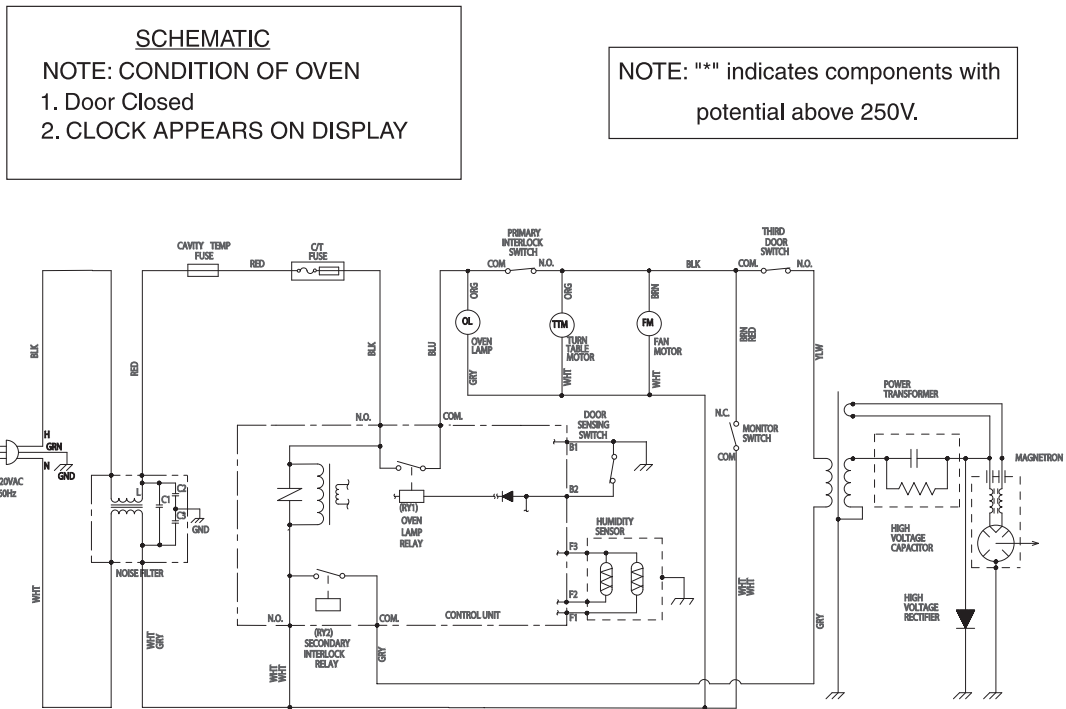 SCHEMATIC
NOTE: CONDITION OF OVEN
1. Door Closed
2. CLOCK APPEARS ON DISPLAY
NOTE: "*" indicates components with
potential above 250V.
CAVITY TEMP
FUSE
RED
C/T
FUSE
PRIMARY
INTERLOCK
SWITCH
COM
N.O.
BLK
THIRD
DOOR
SWITCH
COM.
N.O.
BLK
RED
BLK
BLU
ORG
OL
OVEN
LAMP
GRY
ORG
TTM
TURN
TABLE
MOTOR
WHT
BRN
FM
FAN
MOTOR
WHT
BRN
RED
YLW
N.O.
COM.
DOOR
SENSING
SWITCH
N.C.
MONITOR
SWITCH
COM
POWER
TRANSFORMER
MAGNETRON
H
GRN
N
GND
20VAC
60Hz
L
C1
C2
C3
GND
NOISE FILTER
B1
B2
(RY1)
OVEN
LAMP
RELAY
HUMIDITY
SENSOR
F3
F2
F1
HIGH
VOLTAGE
CAPACITOR
HIGH
VOLTAGE
RECTIFIER
WHT
WHT
GRY
N.O.
COM.
CONTROL UNIT
(RY2)
SECONDARY
INTERLOCK
RELAY
WHT
WHT
GRY
WHT
WHT
GRY